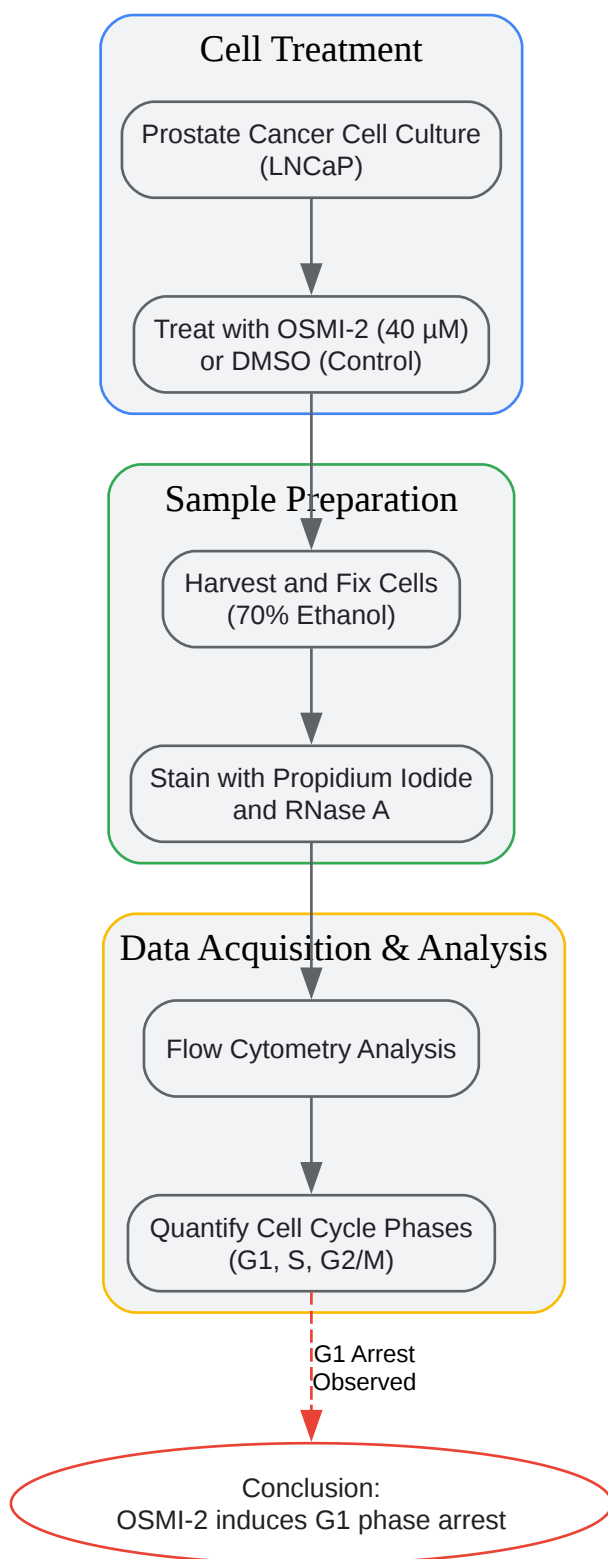 Cell Treatment
Prostate Cancer Cell Culture
(LNCaP)
Treat with OSMI-2 (40 µM)
or DMSO (Control)
Sample Preparation
Harvest and Fix Cells
(70% Ethanol)
Stain with Propidium Iodide
and RNase A
Data Acquisition & Analysis
Flow Cytometry Analysis
Quantify Cell Cycle Phases
(G1, S, G2/M)
G1 Arrest
Observed
Conclusion:
OSMI-2 induces G1 phase arrest